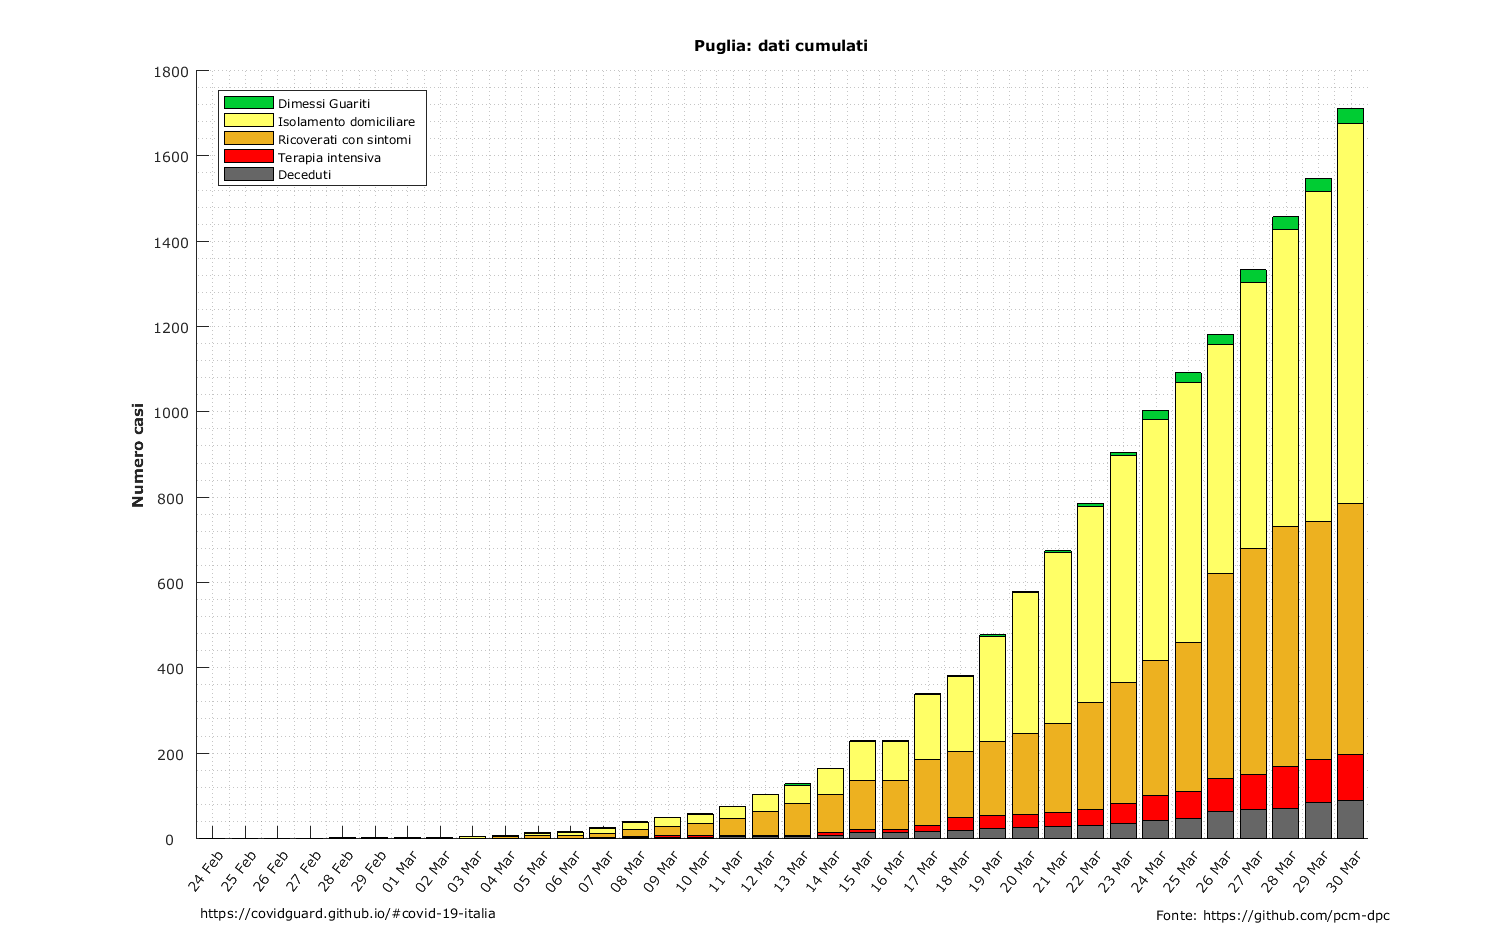 Puglia: dati cumulati
1800
1600
1400
1200
1000
800
600
400
200
0
Numero casi
Dimessi Guariti
Isolamento domiciliare
Ricoverati con sintomi
Terapia intensiva
Deceduti
24 Feb
25 Feb
26 Feb
27 Feb
28 Feb
29 Feb
01 Mar
02 Mar
03 Mar
04 Mar
05 Mar
06 Mar
07 Mar
08 Mar
09 Mar
10 Mar
11 Mar
12 Mar
13 Mar
14 Mar
15 Mar
16 Mar
17 Mar
18 Mar
19 Mar
20 Mar
21 Mar
22 Mar
23 Mar
24 Mar
25 Mar
26 Mar
27 Mar
28 Mar
29 Mar
30 Mar
https://covidguard.github.io/#covid-19-italia
Fonte: https://github.com/pcm-dpc